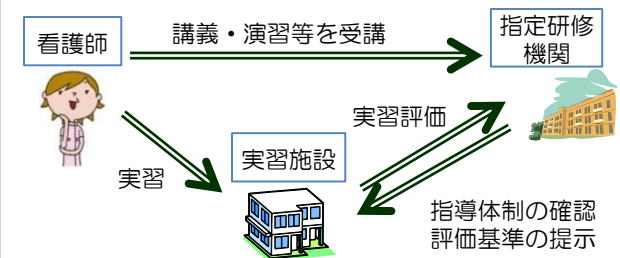 看護師
講義・演習等を受講
指定研修
機関
実習評価
実習
実習施設
指導体制の確認
評価基準の提示